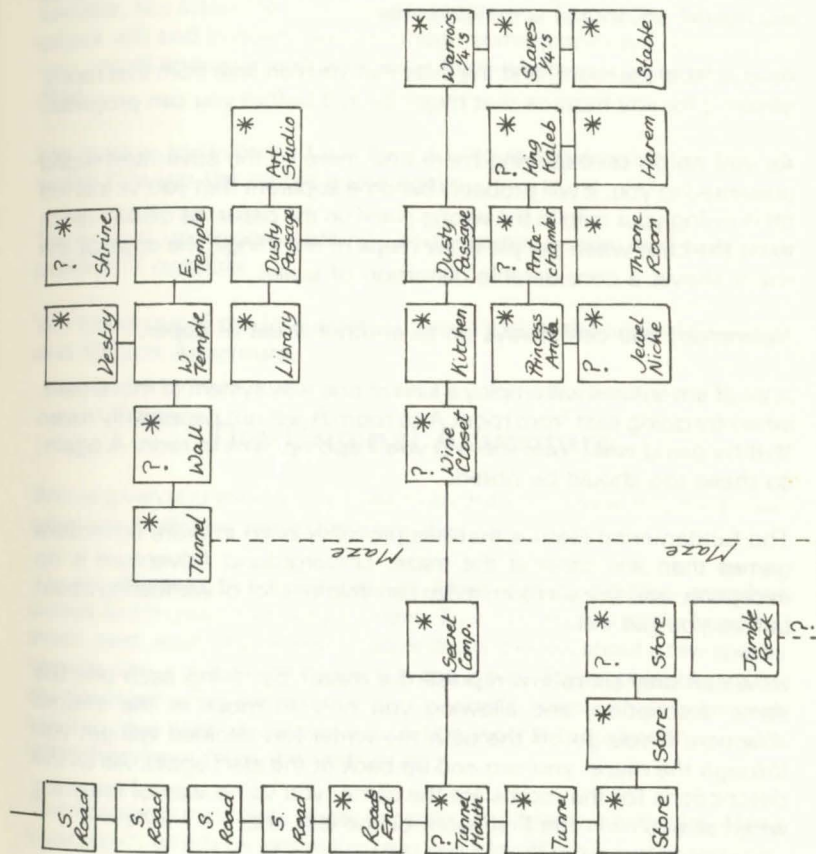 S. Road
S. Road
S. Road
S. Road
*
Roads End
? *
Tunnel Mouth
*
Tunnel
*
Store
*
Store
? *
Store
Jumble Rock
?
*
Secret Comp.
Maze
Maze
*
Tunnel
?
Wall
*
Vestry
*
W. Temple
? *
Shrine
*
E. Temple
*
Library
*
Dusty Passage
*
Art Studio
? *
Wine Closet
*
Kitchen
*
Dusty Passage
*
Warriors 1/4's
*
Slaves 1/4's
*
Stable
*
Princess Anka
*
Ante-chamber
? *
King Kaleb
? *
Jewel Niche
*
Throne Room
*
Harem